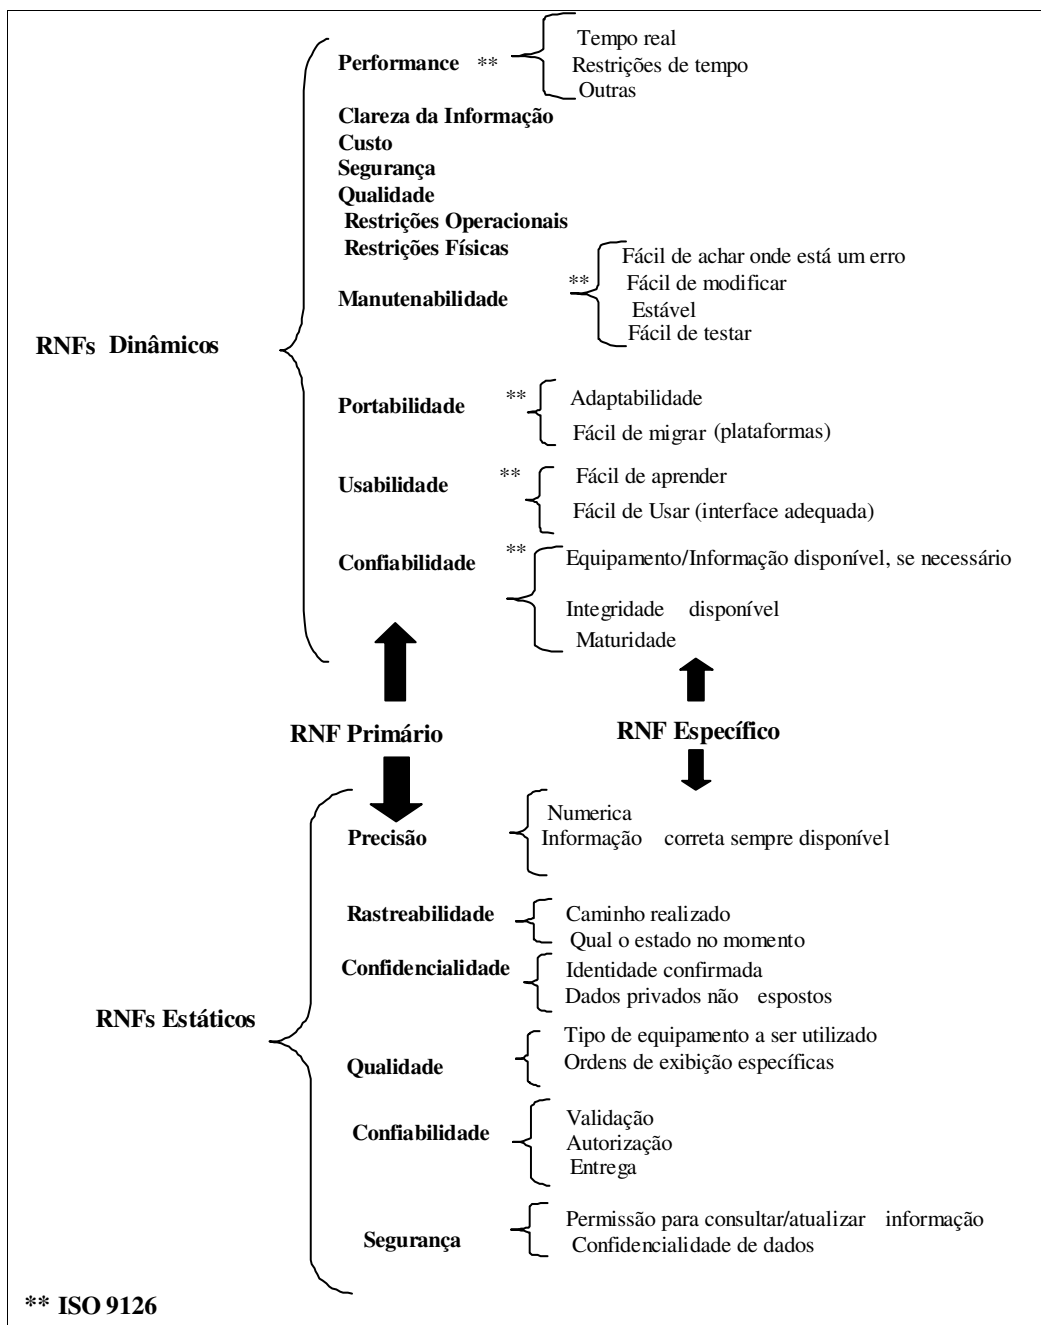 Tempo real
Performance **
Restrições de tempo
Outras
Clareza da Informação
Custo
Segurança
Qualidade
Restrições Operacionais
Restrições Físicas
Fácil de achar onde está um erro
**
Fácil de modificar
Manutenabilidade
Estável
Fácil de testar
RNFs Dinâmicos
Portabilidade **
Adaptabilidade
Fácil de migrar (plataformas)
Usabilidade **
Fácil de aprender
Fácil de Usar (interface adequada)
Confiabilidade **
Equipamento/Informação disponível, se necessário
Integridade disponível
Maturidade
RNF Primário
RNF Específico
Numerica
Precisão
Informação correta sempre disponível
Rastreabilidade
Caminho realizado
Qual o estado no momento
Confidencialidade
Identidade confirmada
Dados privados não espostos
RNFs Estáticos
Tipo de equipamento a ser utilizado
Qualidade
Ordens de exibição específicas
Validação
Confiabilidade
Autorização
Entrega
Permissão para consultar/atualizar informação
Segurança
Confidencialidade de dados
** ISO 9126